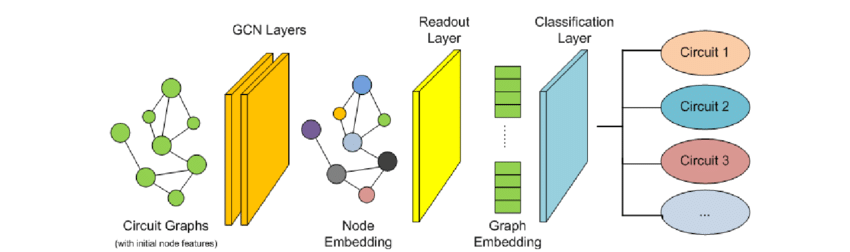 GCN Layers
Readout
Layer
Classification
Layer
Circuit 1
Circuit 2
Circuit 3
...
Circuit Graphs
(with initial node features)
Node
Embedding
Graph
Embedding